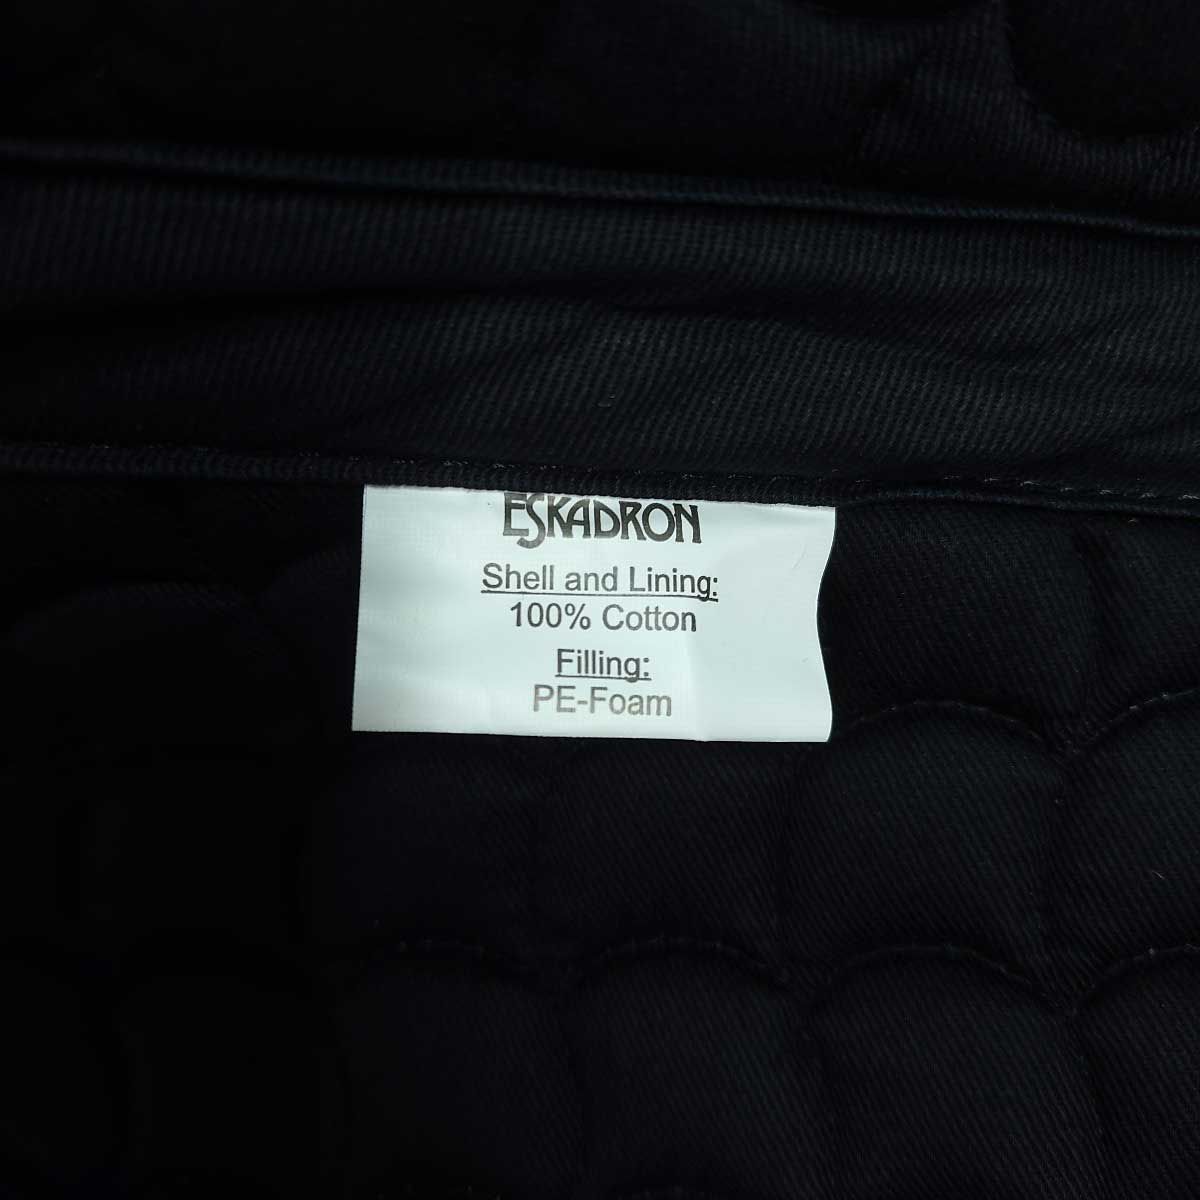 ESKADRON
Shell and Lining:
100% Cotton
Filling:
PE-Foam